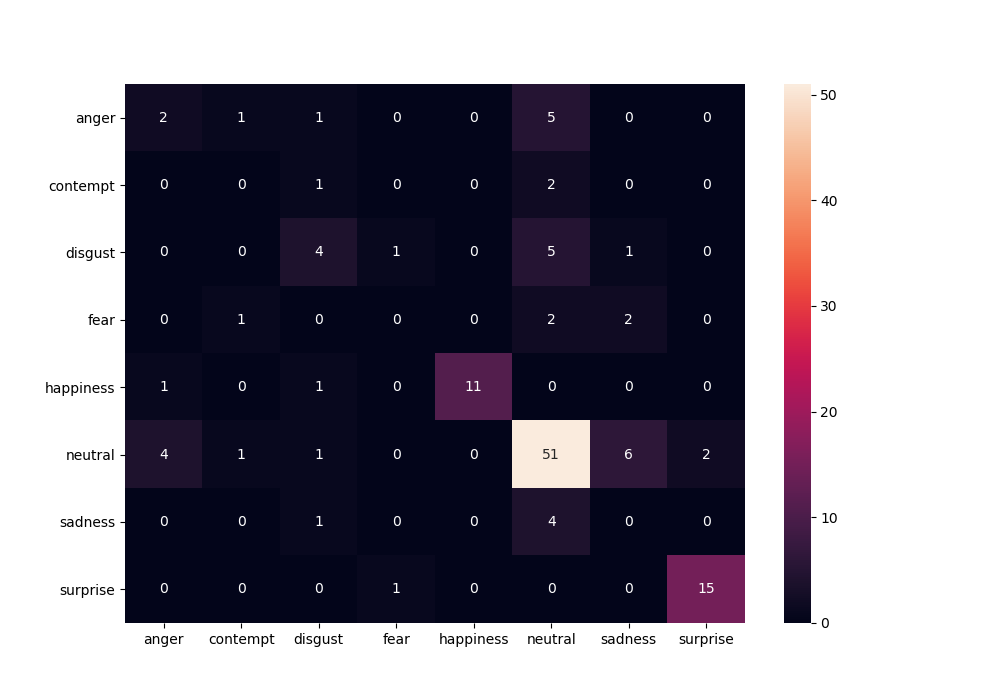 50
anger 2 1 1 0 0 5 0 0
contempt 0 0 1 0 0 2 0 0
40
disgust 0 0 4 1 0 5 1 0
fear 0 1 0 0 0 2 2 0
30
happiness 1 0 1 0 11 0 0 0
20
neutral 4 1 1 0 0 51 6 2
10
sadness 0 0 1 0 0 4 0 0
surprise 0 0 0 1 0 0 0 15
0
anger contempt disgust fear happiness neutral sadness surprise